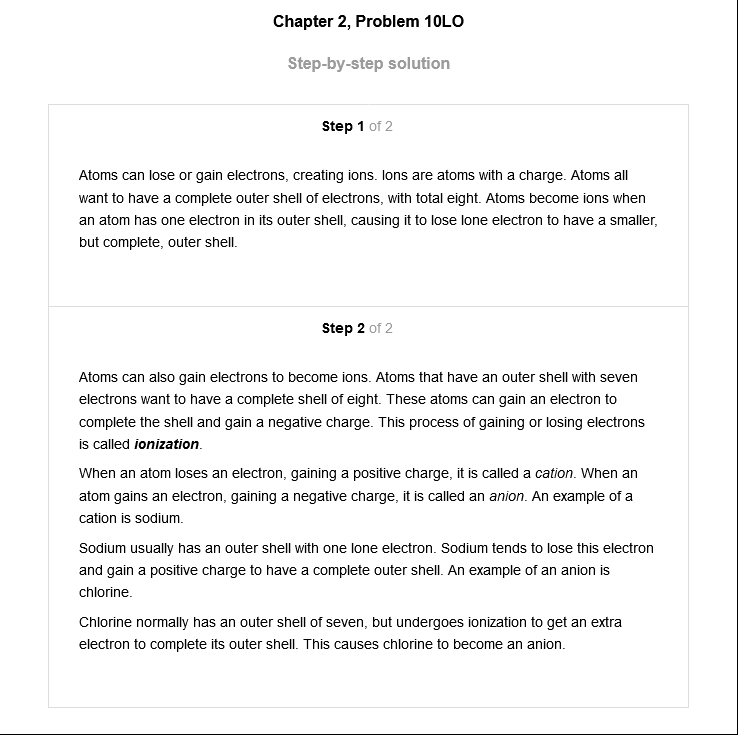 Chapter 2, Problem 10LO
Step-by-step solution
Step 1 of 2
Atoms can lose or gain electrons, creating ions. Ions are atoms with a charge. Atoms all
want to have a complete outer shell of electrons, with total eight. Atoms become ions when
an atom has one electron in its outer shell, causing it to lose lone electron to have a smaller,
but complete, outer shell.
Step 2 of 2
Atoms can also gain electrons to become ions. Atoms that have an outer shell with seven
electrons want to have a complete shell of eight. These atoms can gain an electron to
complete the shell and gain a negative charge. This process of gaining or losing electrons
is called ionization.
When an atom loses an electron, gaining a positive charge, it is called a cation. When an
atom gains an electron, gaining a negative charge, it is called an anion. An example of a
cation is sodium.
Sodium usually has an outer shell with one lone electron. Sodium tends to lose this electron
and gain a positive charge to have a complete outer shell. An example of an anion is
chlorine.
Chlorine normally has an outer shell of seven, but undergoes ionization to get an extra
electron to complete its outer shell. This causes chlorine to become an anion.